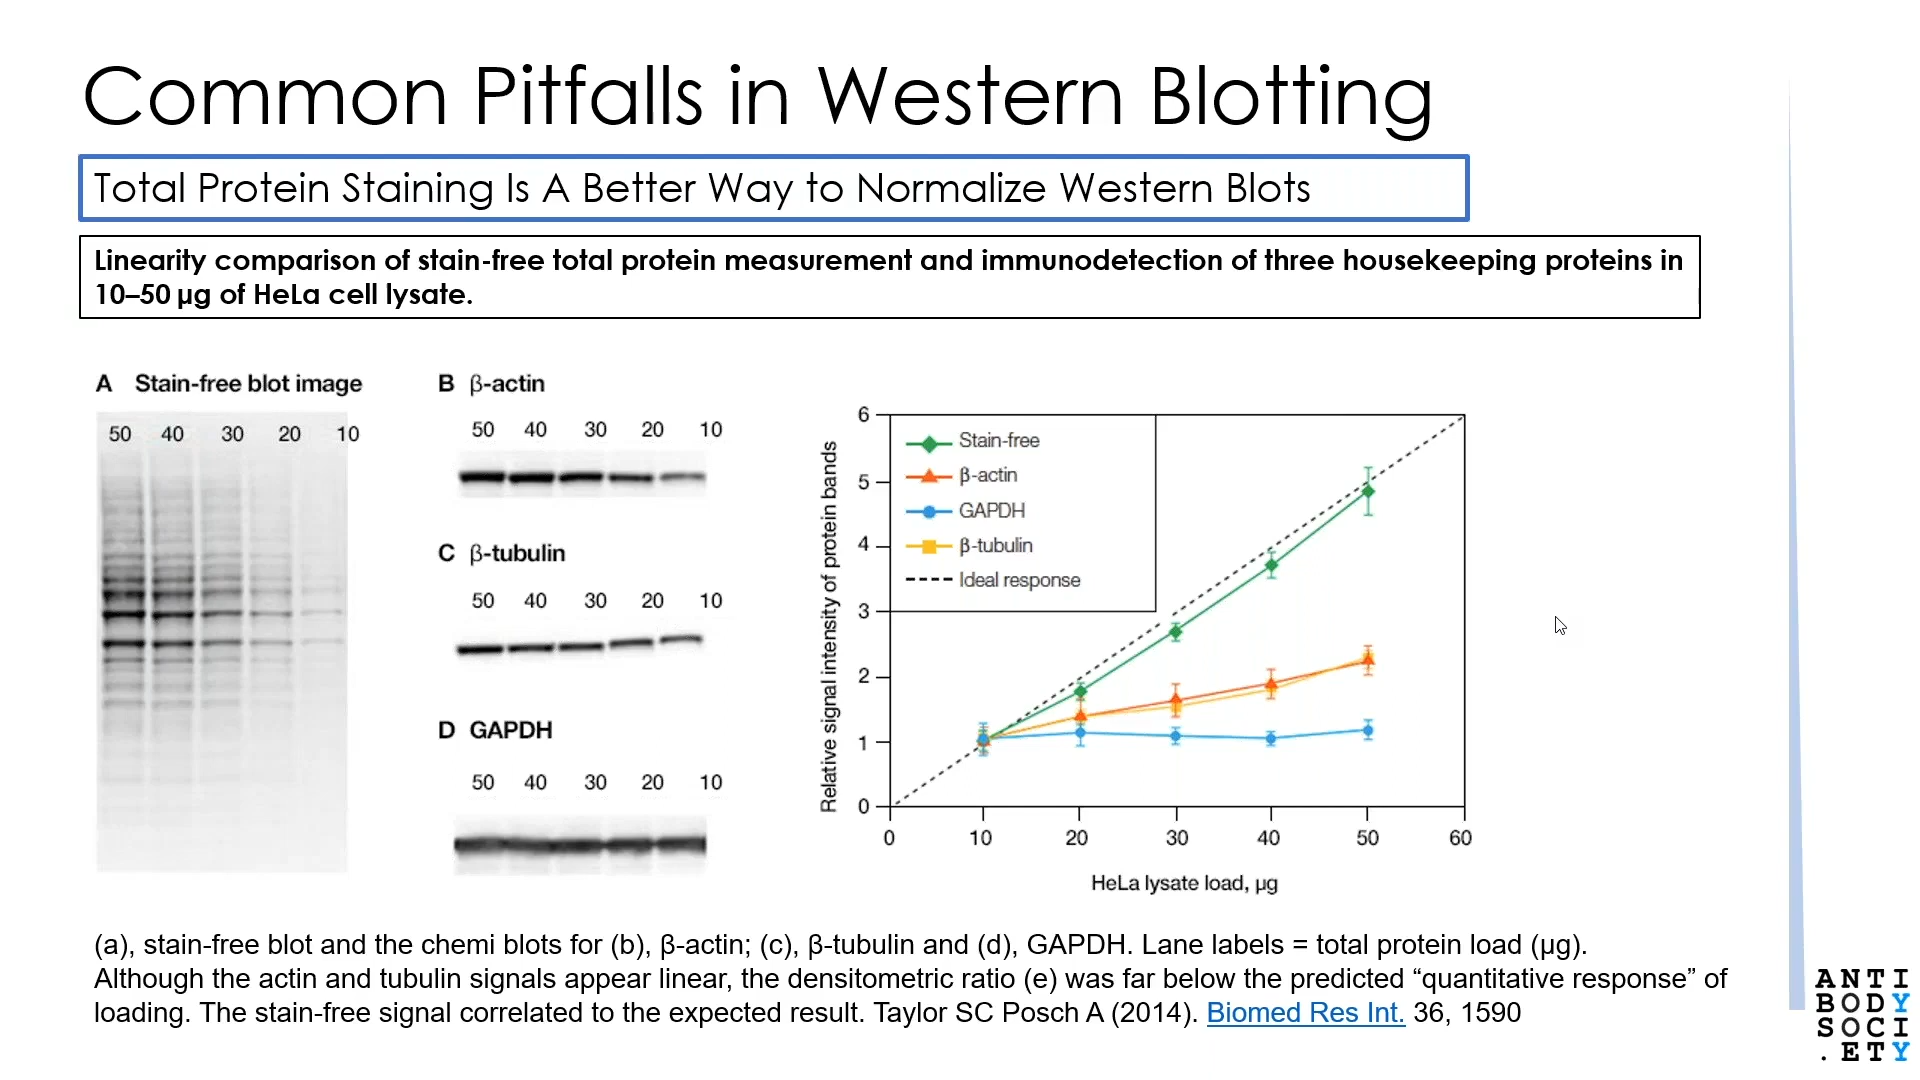 Common Pitfalls in Western Blotting
Total Protein Staining Is A Better Way to Normalize Western Blots
Linearity comparison of stain-free total protein measurement and immunodetection of three housekeeping proteins in
10–50 µg of HeLa cell lysate.
A Stain-free blot image
50 40 30 20 10
B β-actin
50 40 30 20 10
C β-tubulin
50 40 30 20 10
D GAPDH
50 40 30 20 10
Relative signal intensity of protein bands
6
5
4
3
2
1
0
Stain-free
β-actin
GAPDH
β-tubulin
Ideal response
0 10 20 30 40 50 60
HeLa lysate load, µg
(a), stain-free blot and the chemi blots for (b), β-actin; (c), β-tubulin and (d), GAPDH. Lane labels = total protein load (µg).
Although the actin and tubulin signals appear linear, the densitometric ratio (e) was far below the predicted “quantitative response” of
loading. The stain-free signal correlated to the expected result. Taylor SC Posch A (2014). Biomed Res Int. 36, 1590
ANTI
BODY
SOCI
.ETY